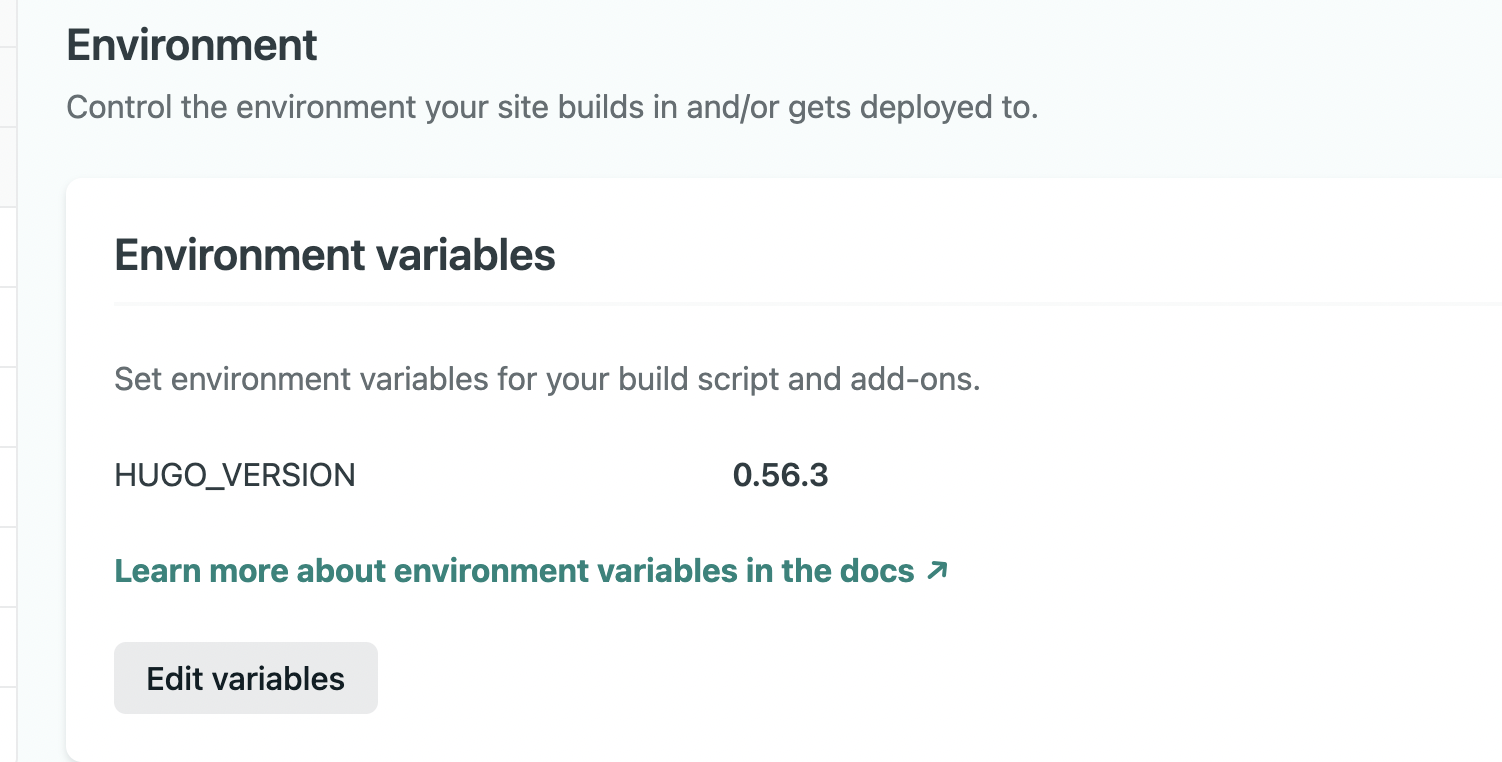 Environment
Control the environment your site builds in and/or gets deployed to.
Environment variables
Set environment variables for your build script and add-ons.
HUGO_VERSION 0.56.3
Learn more about environment variables in the docs ↗
Edit variables